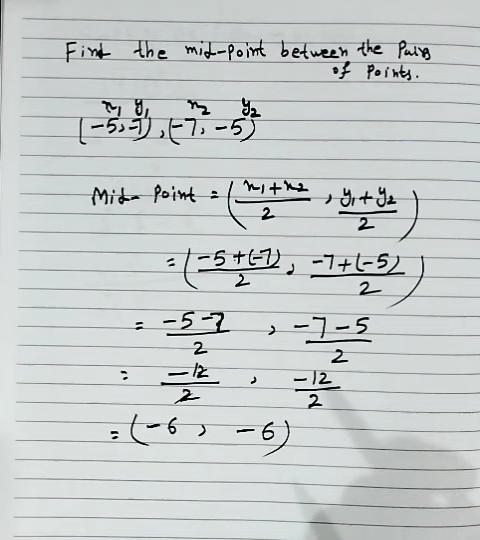 Find the mid-point between the Pairs
of Points.
x₁ y₁ x₂ y₂
(-5,-7), (-7, -5)
Mid-Point = ((x₁+x₂)/2 , (y₁+y₂)/2)
= ((-5+(-7))/2, (-7+(-5))/2)
= (-5-7)/2 , (-7-5)/2
= -12/2 , -12/2
= (-6 , -6)